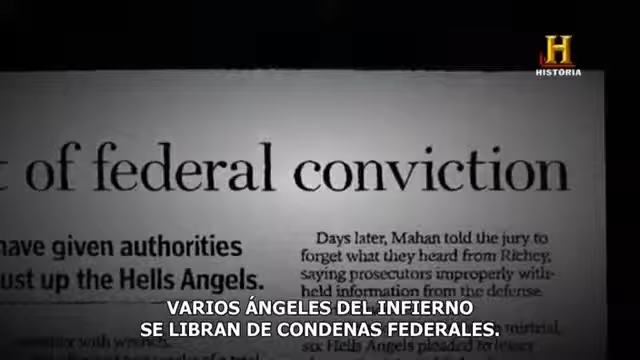 H
HISTORIA
of federal conviction
have given authorities
ust up the Hells Angels.
Days later, Mahan told the jury to
forget what they heard from Richey,
saying prosecutors improperly with-
held information from the defense.
mistrial,
six Hells Angels pleaded to lesser
VARIOS ÁNGELES DEL INFIERNO
SE LIBRAN DE CONDENAS FEDERALES.